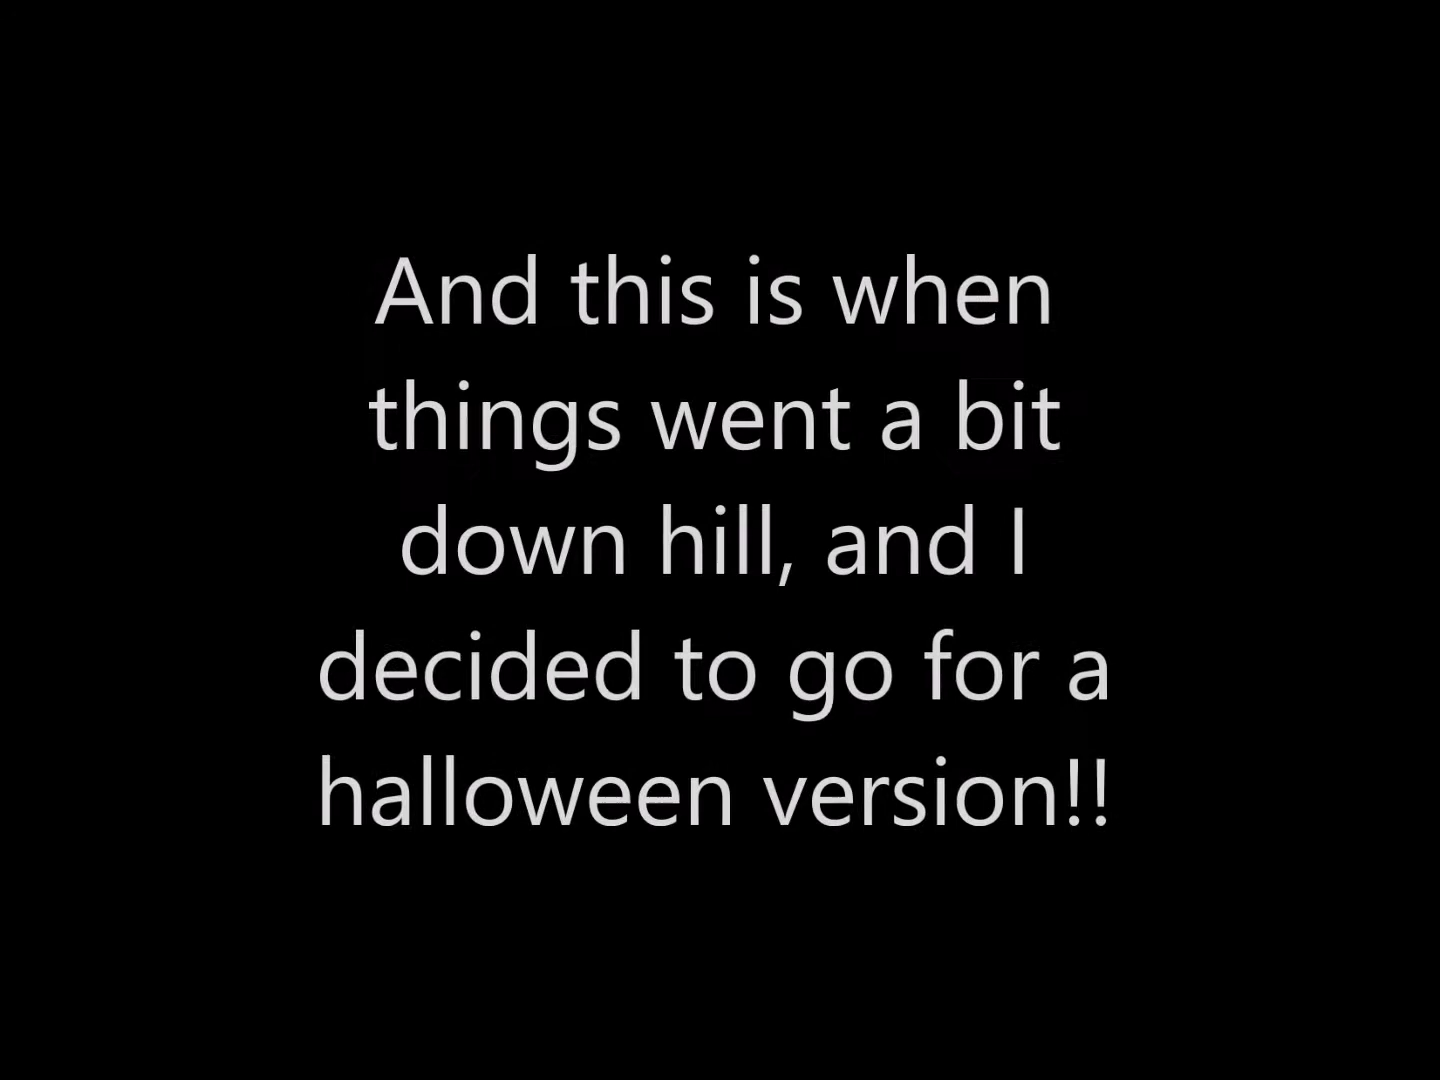 And this is when
things went a bit
down hill, and I
decided to go for a
halloween version!!